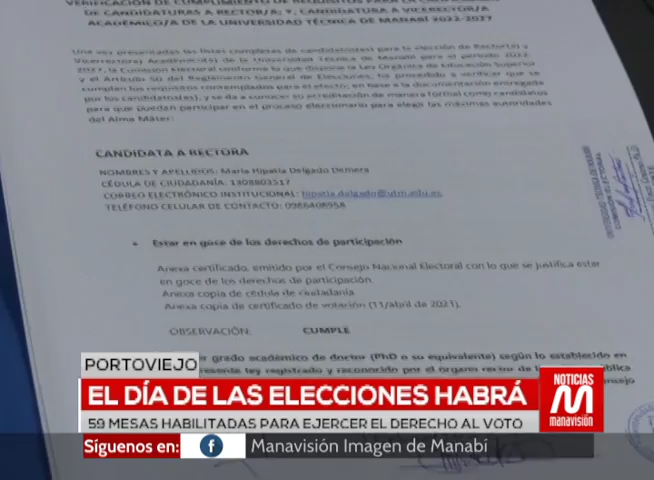 VERIFICACIÓN DE CUMPLIMIENTO DE REQUISITOS PARA LA
DE CANDIDATURAS A RECTOR/A; Y, CANDIDATURA A VICERECTOR/A
ACADÉMICO/A DE LA UNIVERSIDAD TÉCNICA DE MANABÍ 2022-2027
Una vez presentadas las listas completas de candidatos(as) para la elección de Rector(a) y
Vicerrector/a Académico(a) de la Universidad Técnica de Manabí para el período 2022-
2027, la Comisión Electoral conforme lo que dispone la Ley Orgánica de Educación Superior
y el Artículo 50 del Reglamento General de Elecciones, ha procedido a verificar que se
cumplan los requisitos contemplados para el efecto, en base a la documentación entregada
por los candidatos(as), y se da a conocer su acreditación de manera formal como candidatos
para que puedan participar en el proceso eleccionario para elegir las máximas autoridades
del Alma Máter:
CANDIDATA A RECTORA
NOMBRES Y APELLIDOS: María Hipatia Delgado Demera
CÉDULA DE CIUDADANÍA: 1308803517
CORREO ELECTRÓNICO INSTITUCIONAL: hipatia.delgado@utm.edu.ec
TELÉFONO CELULAR DE CONTACTO: 0986408958
• Estar en goce de los derechos de participación
Anexa certificado, emitido por el Consejo Nacional Electoral con lo que se justifica estar
en goce de los derechos de participación.
Anexa copia de cédula de ciudadanía
Anexa copia de certificado de votación (11/abril de 2021).
OBSERVACIÓN: CUMPLE
grado académico de doctor (PhD o su equivalente) según lo establecido en
presente ley registrado y reconocido por el órgano rector de
PORTOVIEJO
EL DÍA DE LAS ELECCIONES HABRÁ
59 MESAS HABILITADAS PARA EJERCER EL DERECHO AL VOTO
NOTICIAS
M
MANAVISIÓN
Síguenos en: f Manavisión Imagen de Manabí